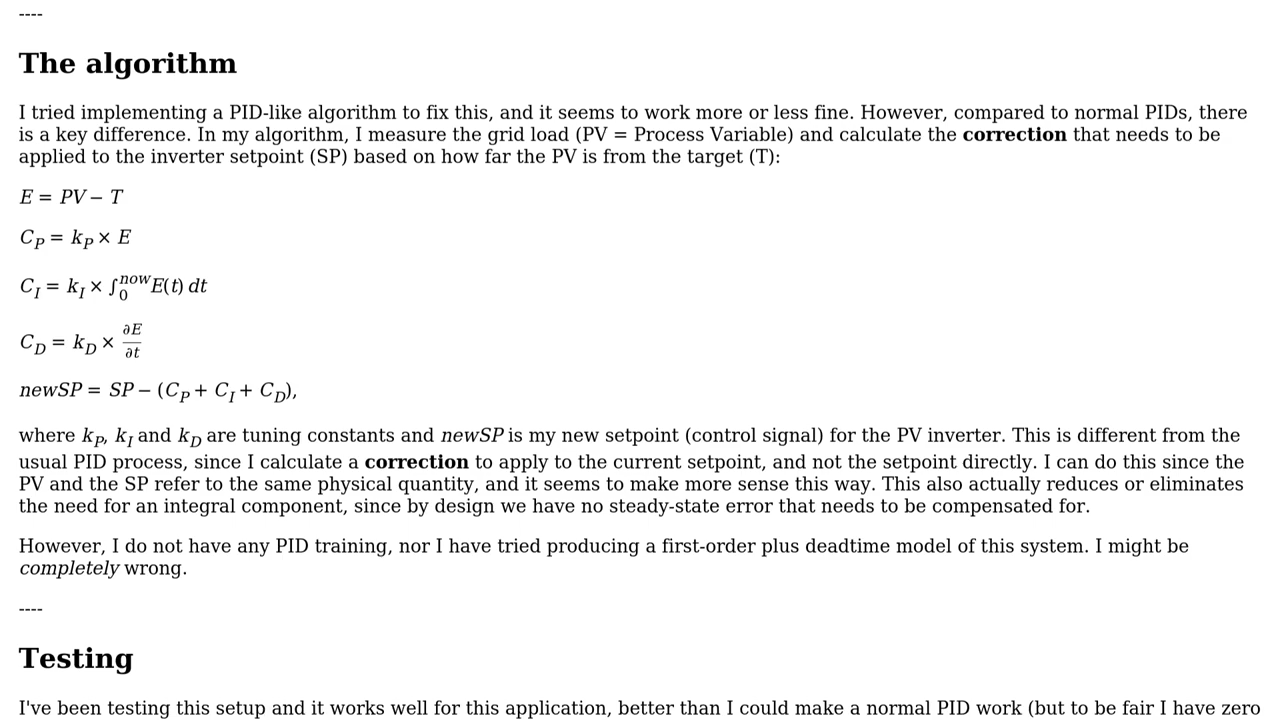 ----
The algorithm
I tried implementing a PID-like algorithm to fix this, and it seems to work more or less fine. However, compared to normal PIDs, there
is a key difference. In my algorithm, I measure the grid load (PV = Process Variable) and calculate the correction that needs to be
applied to the inverter setpoint (SP) based on how far the PV is from the target (T):
E = PV − T
C_P = k_P × E
C_I = k_I × ∫_0^now E(t) dt
C_D = k_D × ∂E/∂t
newSP = SP − (C_P + C_I + C_D),
where k_P, k_I and k_D are tuning constants and newSP is my new setpoint (control signal) for the PV inverter. This is different from the
usual PID process, since I calculate a correction to apply to the current setpoint, and not the setpoint directly. I can do this since the
PV and the SP refer to the same physical quantity, and it seems to make more sense this way. This also actually reduces or eliminates
the need for an integral component, since by design we have no steady-state error that needs to be compensated for.
However, I do not have any PID training, nor I have tried producing a first-order plus deadtime model of this system. I might be
completely wrong.
----
Testing
I've been testing this setup and it works well for this application, better than I could make a normal PID work (but to be fair I have zero